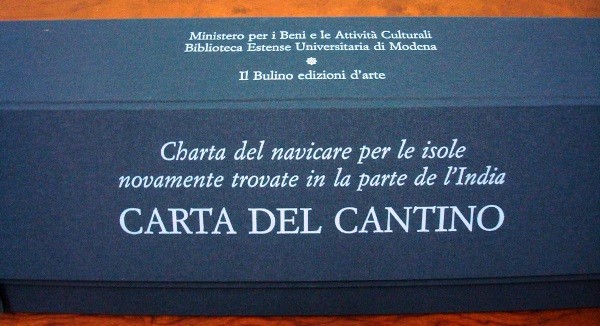 Ministero per i Beni e le Attività Culturali
Biblioteca Estense Universitaria di Modena
Il Bulino edizioni d'arte
Charta del navicare per le isole
novamente trovate in la parte de l'India
CARTA DEL CANTINO